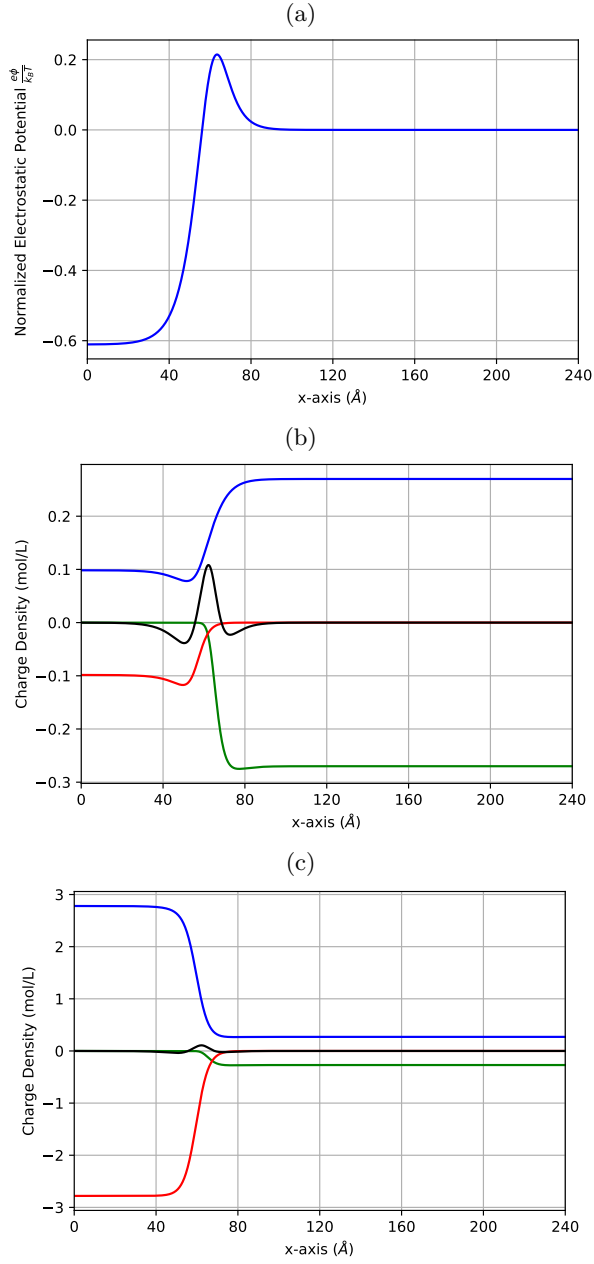 (a)
Normalized Electrostatic Potential eϕ/k_BT
0.2
0.0
−0.2
−0.4
−0.6
0 40 80 120 160 200 240
x-axis (Å)
(b)
Charge Density (mol/L)
0.2
0.1
0.0
−0.1
−0.2
−0.3
0 40 80 120 160 200 240
x-axis (Å)
(c)
Charge Density (mol/L)
3
2
1
0
−1
−2
−3
0 40 80 120 160 200 240
x-axis (Å)